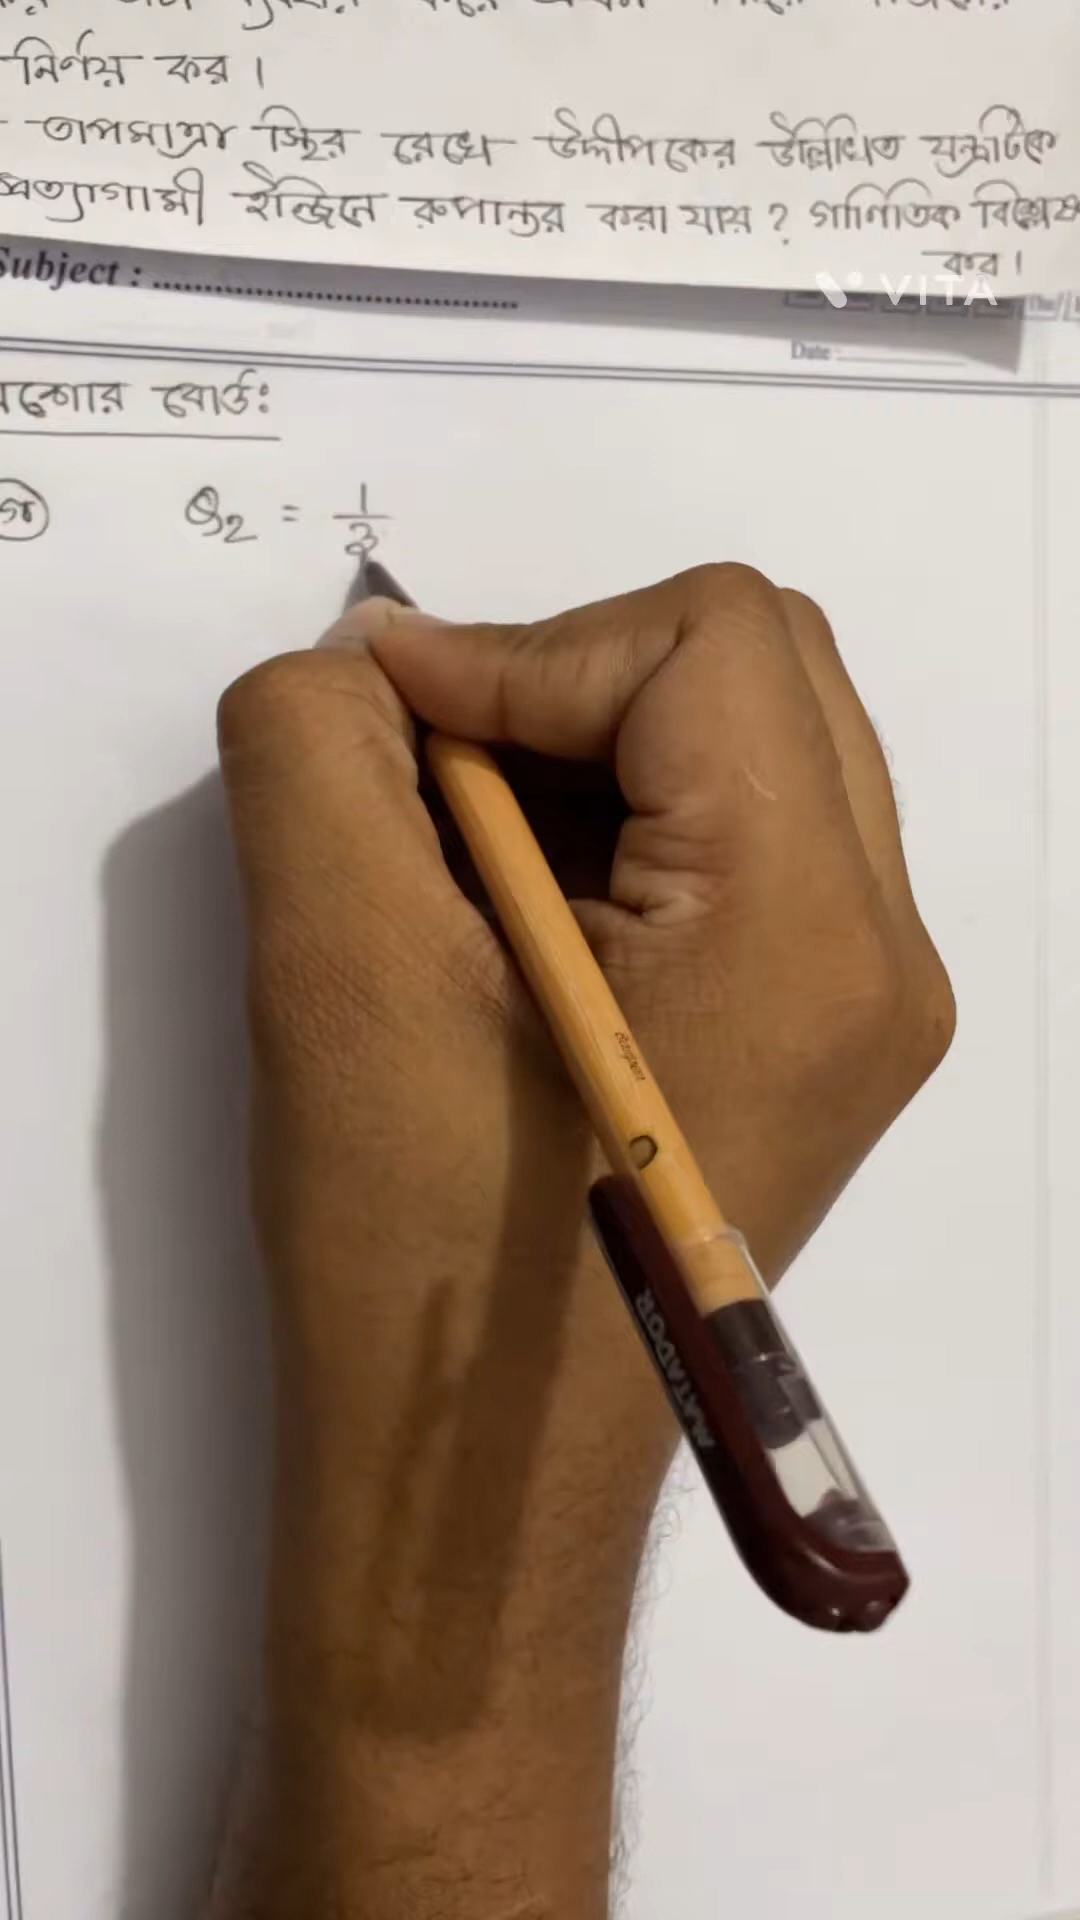 নির্ণয় কর।
তাপমাত্রা স্থির রেখে উদ্দীপকের উল্লিখিত যন্ত্রটিকে
প্রত্যাগামী ইন্জিনে রুপান্তর করা যায়? গাণিতিক বিশ্লেষণ
কর।
Subject :
VITA
Date :
যশোর বোর্ড:
গ Q₂ = 1/3
MATADOR